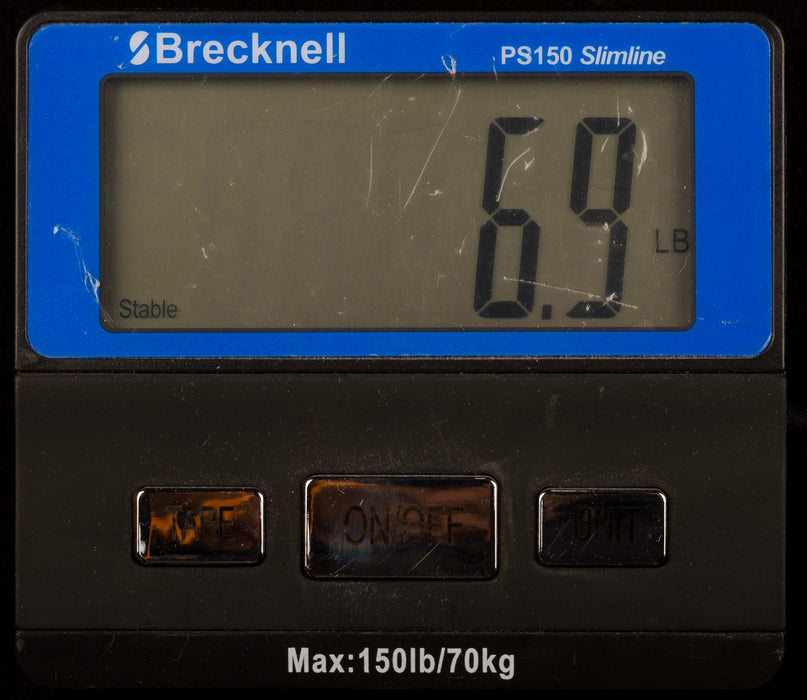 Brecknell
PS150 Slimline
6.9
LB
Stable
TARE
ON/OFF
UNIT
Max:150lb/70kg